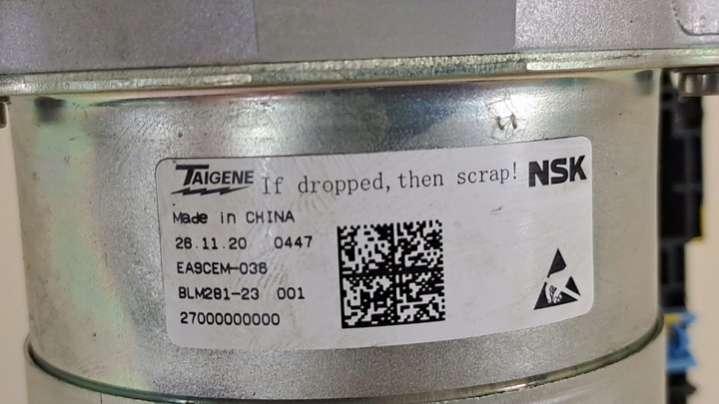 TAIGENE If dropped, then scrap! NSK
Made in CHINA
26.11.20 0447
EA9CEM-036
BLM281-23 001
27000000000